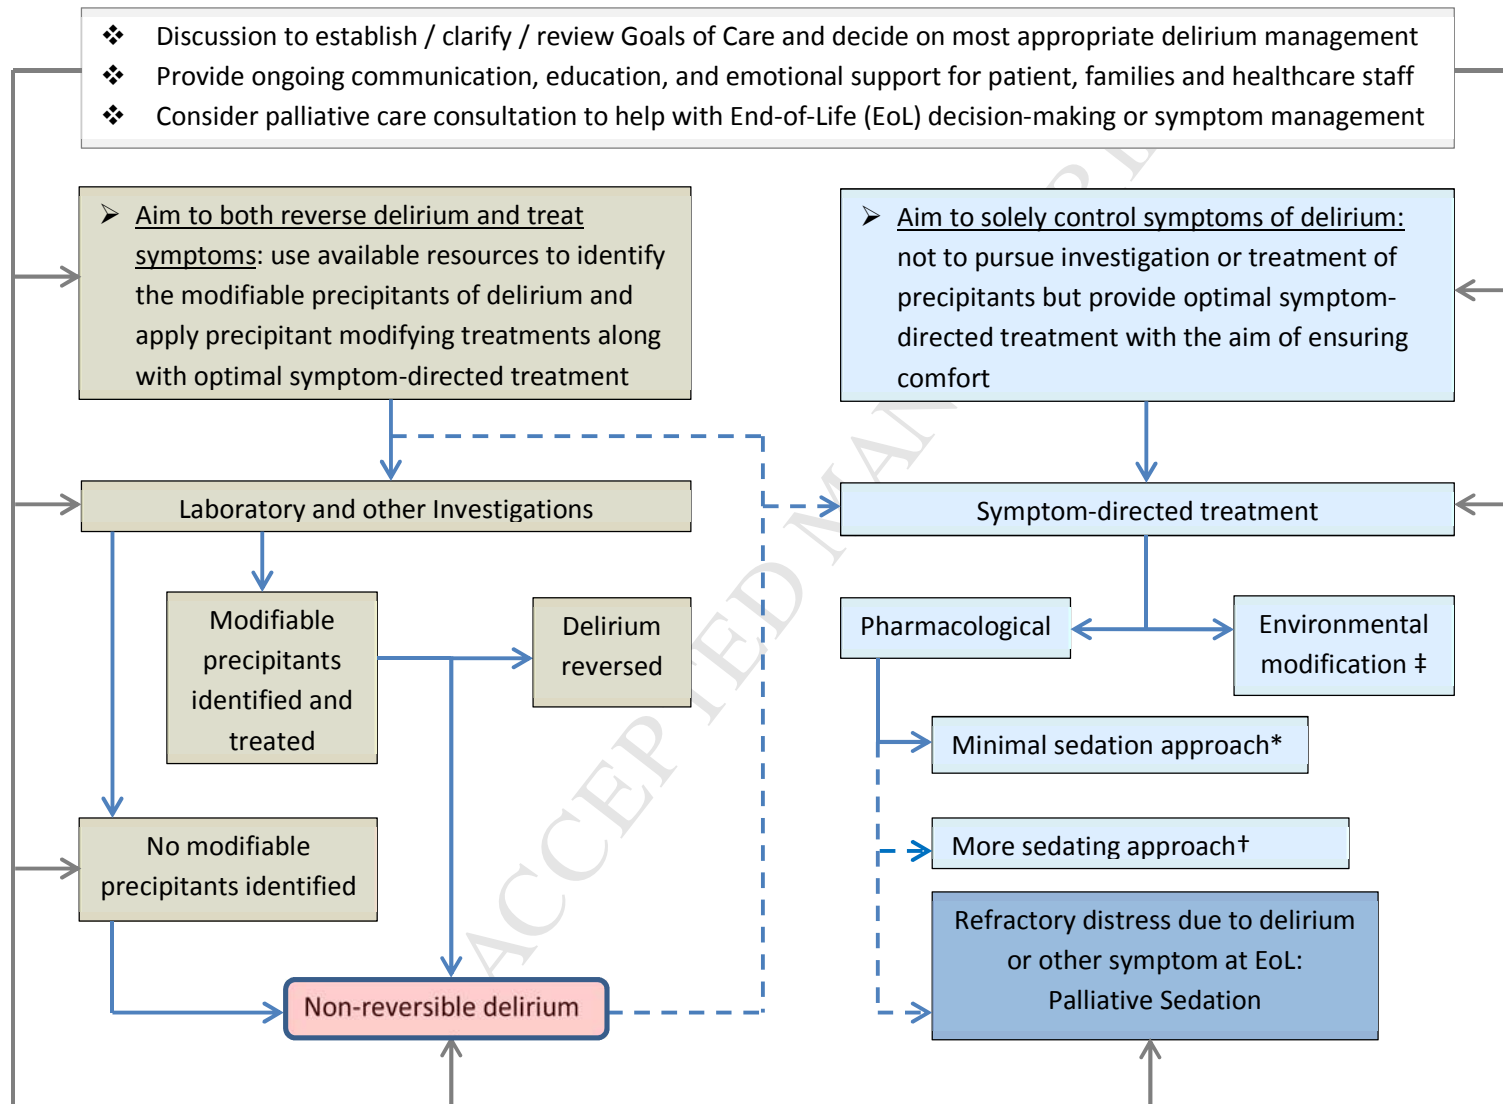 ❖ Discussion to establish / clarify / review Goals of Care and decide on most appropriate delirium management
❖ Provide ongoing communication, education, and emotional support for patient, families and healthcare staff
❖ Consider palliative care consultation to help with End-of-Life (EoL) decision-making or symptom management
➢ Aim to both reverse delirium and treat
symptoms: use available resources to identify
the modifiable precipitants of delirium and
apply precipitant modifying treatments along
with optimal symptom-directed treatment
➢ Aim to solely control symptoms of delirium:
not to pursue investigation or treatment of
precipitants but provide optimal symptom-
directed treatment with the aim of ensuring
comfort
Laboratory and other Investigations
Symptom-directed treatment
Modifiable
precipitants
identified and
treated
Delirium
reversed
Pharmacological
Environmental
modification ‡
Minimal sedation approach*
No modifiable
precipitants identified
More sedating approach†
Refractory distress due to delirium
or other symptom at EoL:
Palliative Sedation
Non-reversible delirium
ACCEPTED MAN